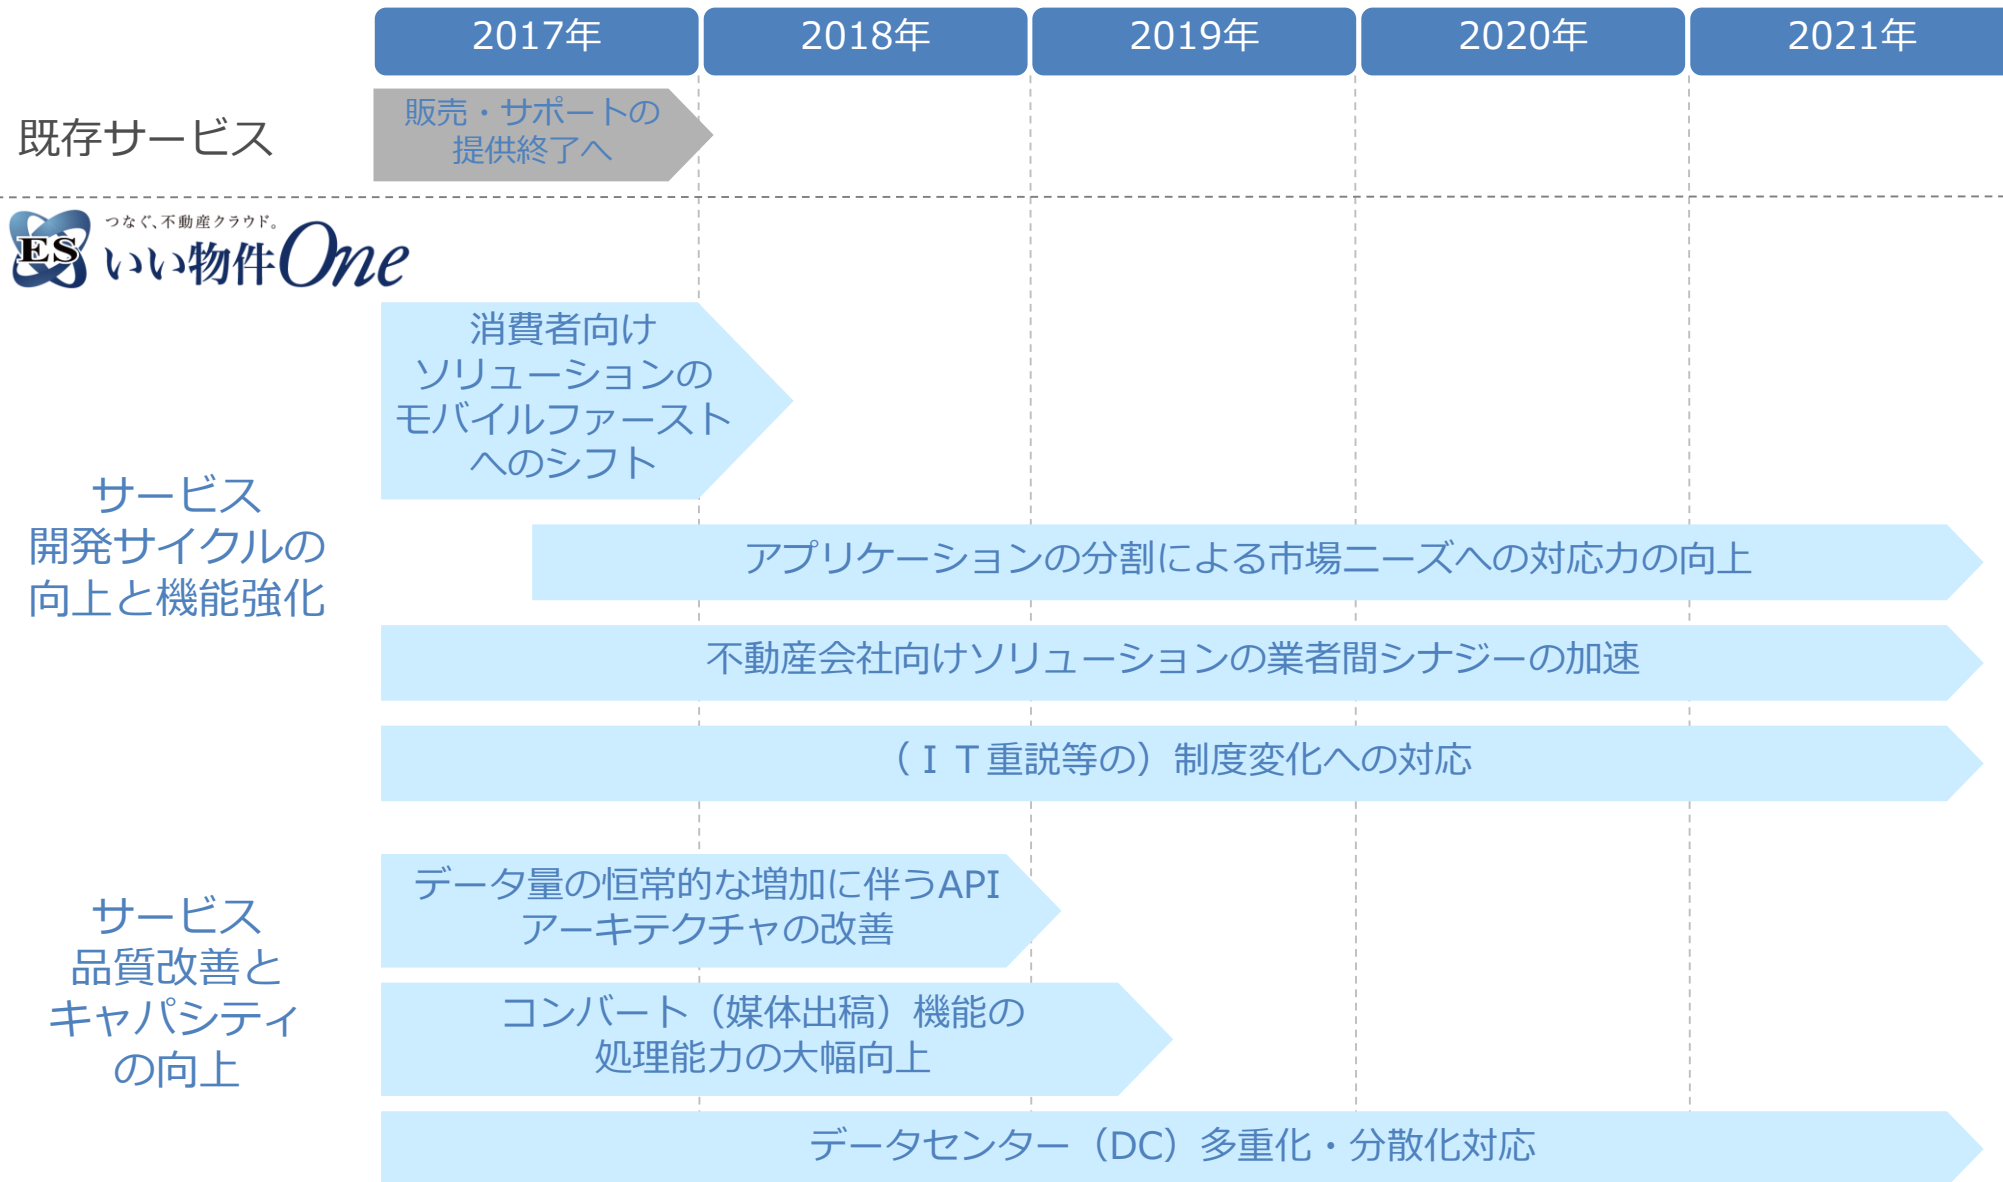 2017年
2018年
2019年
2020年
2021年
既存サービス
販売・サポートの
提供終了へ
ES
つなぐ、不動産クラウド。
いい物件One
サービス
開発サイクルの
向上と機能強化
消費者向け
ソリューションの
モバイルファースト
へのシフト
アプリケーションの分割による市場ニーズへの対応力の向上
不動産会社向けソリューションの業者間シナジーの加速
（ＩＴ重説等の）制度変化への対応
サービス
品質改善と
キャパシティ
の向上
データ量の恒常的な増加に伴うAPI
アーキテクチャの改善
コンバート（媒体出稿）機能の
処理能力の大幅向上
データセンター（DC）多重化・分散化対応